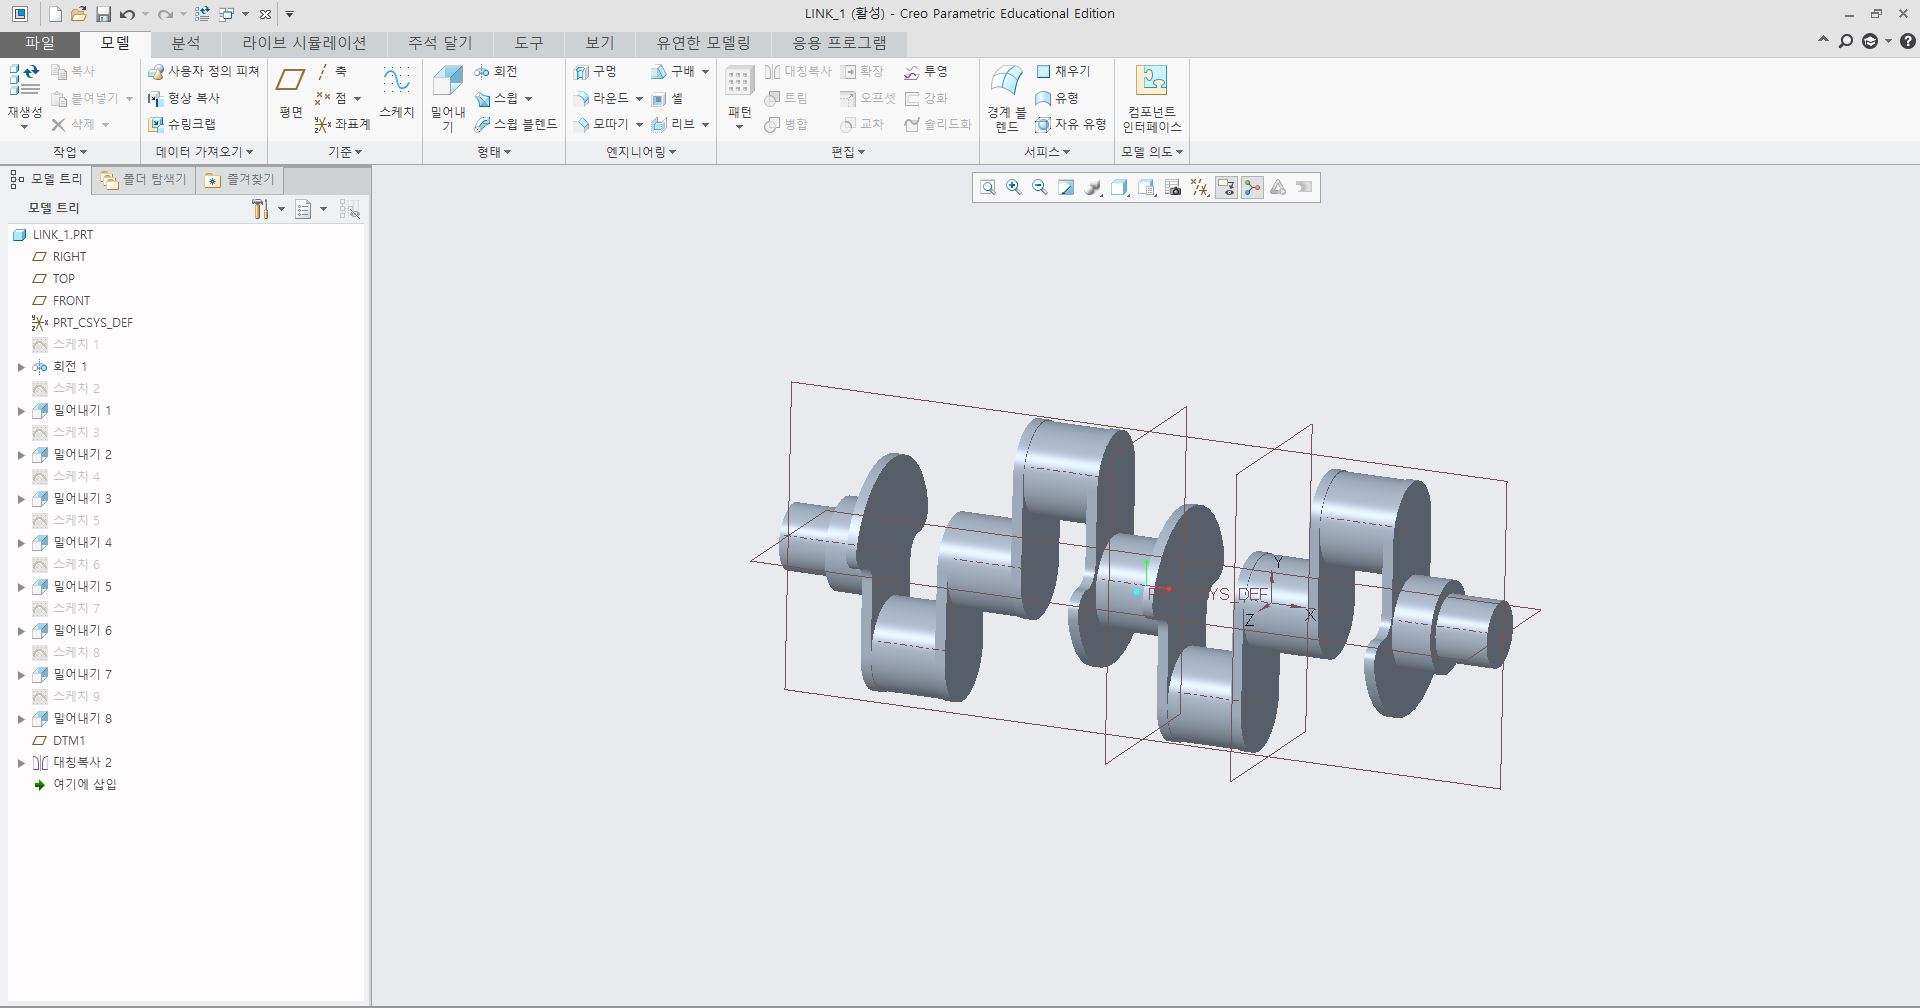 LINK_1 (활성) - Creo Parametric Educational Edition
파일 모델 분석 라이브 시뮬레이션 주석 달기 도구 보기 유연한 모델링 응용 프로그램
복사 사용자 정의 피쳐 축 회전 구멍 구배 대칭복사 확장 투영 채우기
재생성 붙여넣기 형상 복사 평면 점 스케치 밀어내기 스윕 라운드 셸 패턴 트림 오프셋 강화 경계 블렌드 유형 컴포넌트 인터페이스
삭제 슈링크랩 좌표계 스윕 블렌드 모따기 리브 병합 교차 솔리드화 자유 유형
작업 데이터 가져오기 기준 형태 엔지니어링 편집 서피스 모델 의도
모델 트리 폴더 탐색기 즐겨찾기
모델 트리
LINK_1.PRT
RIGHT
TOP
FRONT
PRT_CSYS_DEF
스케치 1
회전 1
스케치 2
밀어내기 1
스케치 3
밀어내기 2
스케치 4
밀어내기 3
스케치 5
밀어내기 4
스케치 6
밀어내기 5
스케치 7
밀어내기 6
스케치 8
밀어내기 7
스케치 9
밀어내기 8
DTM1
대칭복사 2
여기에 삽입
Y
YS_DEF
Z X